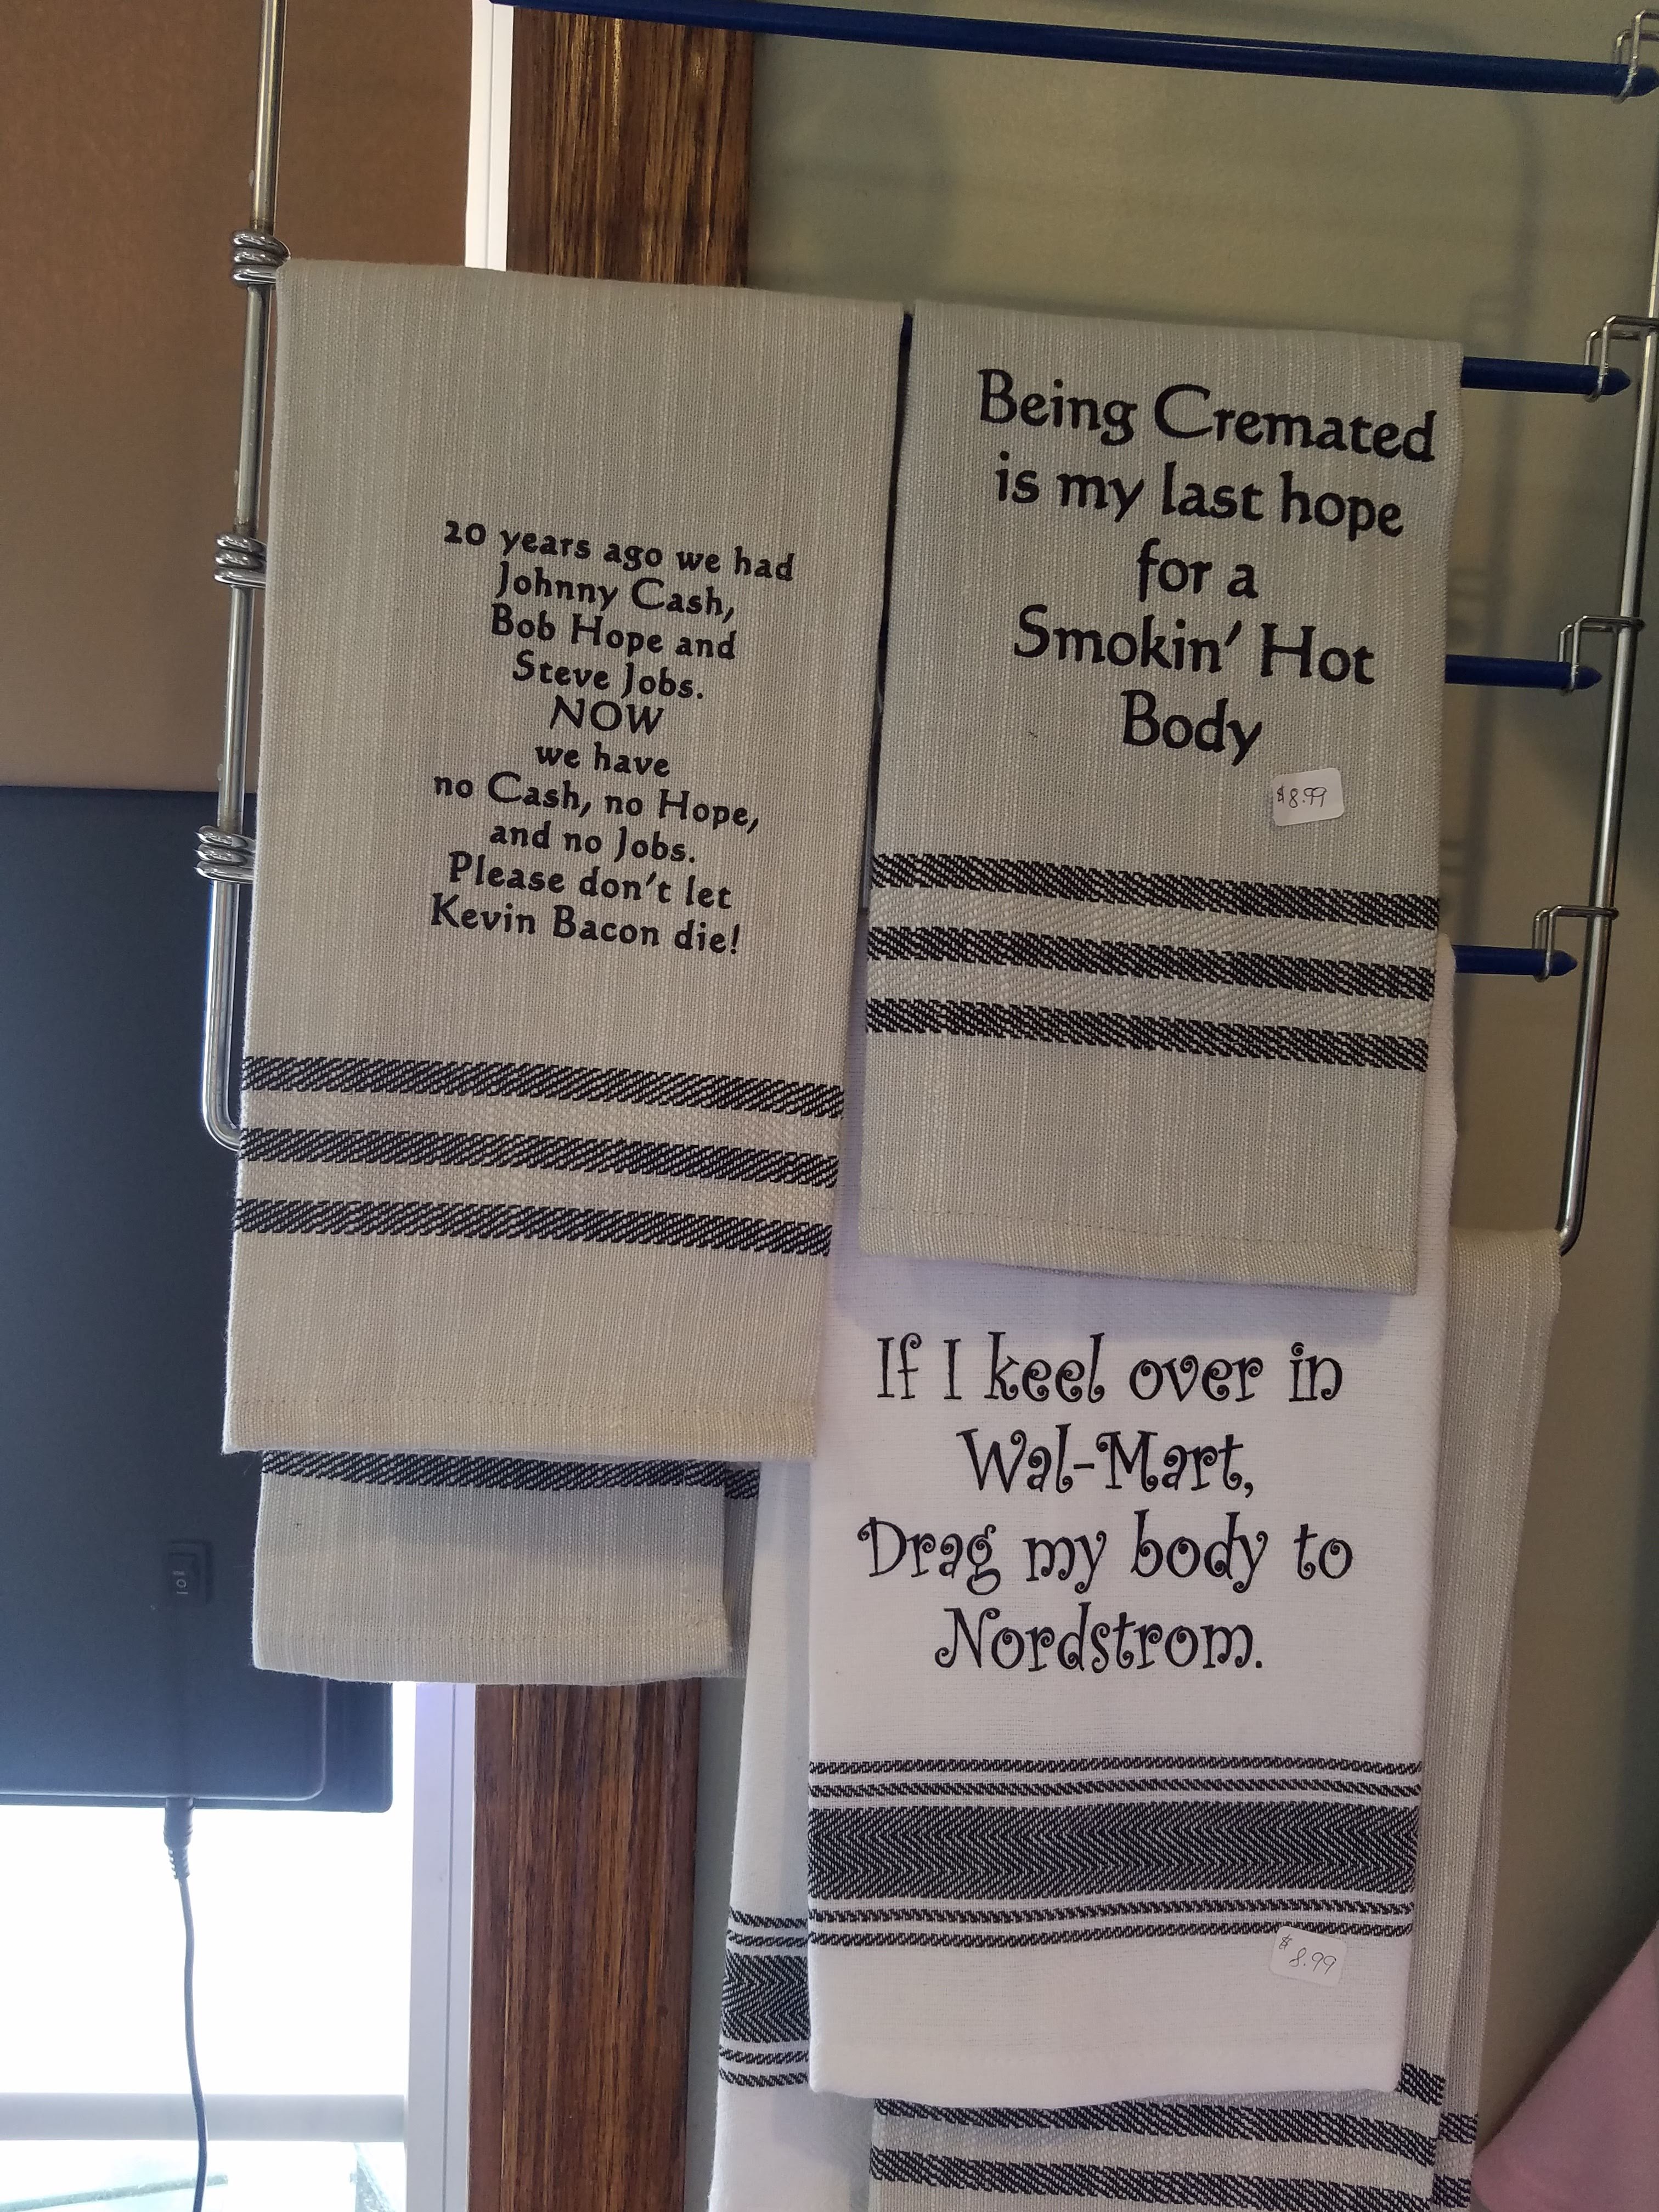 20 years ago we had
Johnny Cash,
Bob Hope and
Steve Jobs.
NOW
we have
no Cash, no Hope,
and no Jobs.
Please don't let
Kevin Bacon die!
Being Cremated
is my last hope
for a
Smokin' Hot
Body
$8.99
If I keel over in
Wal-Mart,
Drag my body to
Nordstrom.
$8.99